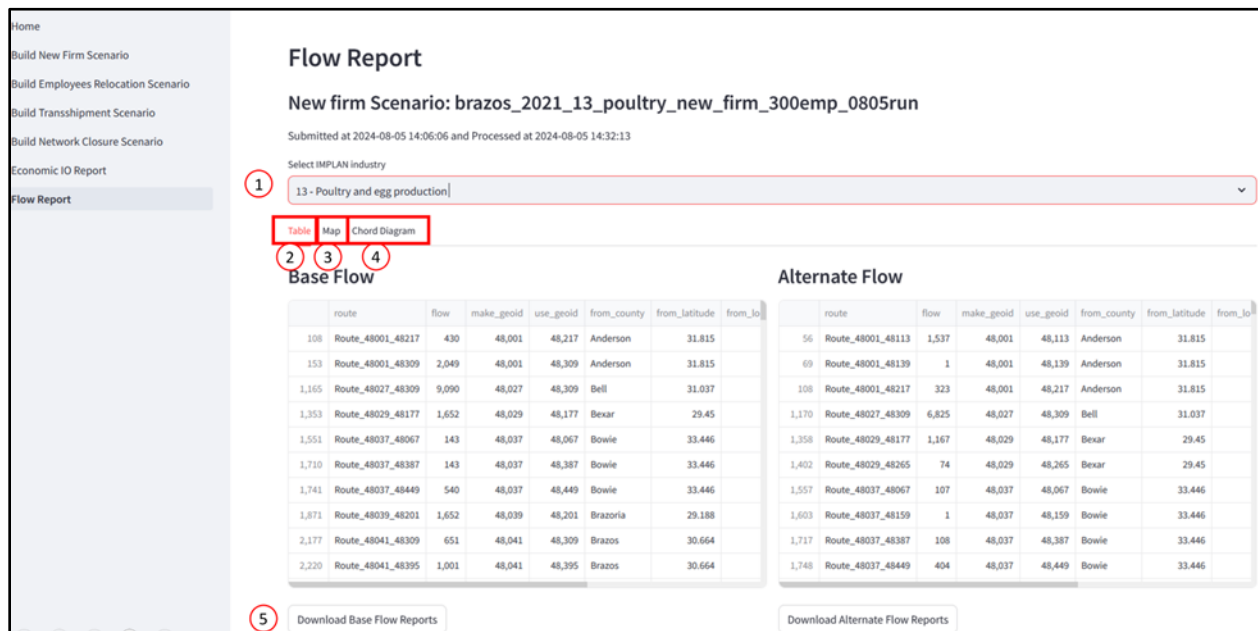 Home
Build New Firm Scenario
Build Employees Relocation Scenario
Build Transshipment Scenario
Build Network Closure Scenario
Economic IO Report
Flow Report
Flow Report
New firm Scenario: brazos_2021_13_poultry_new_firm_300emp_0805run
Submitted at 2024-08-05 14:06:06 and Processed at 2024-08-05 14:32:13
Select IMPLAN industry
1
13 - Poultry and egg production
Table Map Chord Diagram
2 3 4
Base Flow
route flow make_geoid use_geoid from_county from_latitude from_lo
108 Route_48001_48217 430 48,001 48,217 Anderson 31.815
153 Route_48001_48309 2,049 48,001 48,309 Anderson 31.815
1,165 Route_48027_48309 9,090 48,027 48,309 Bell 31.037
1,353 Route_48029_48177 1,652 48,029 48,177 Bexar 29.45
1,551 Route_48037_48067 143 48,037 48,067 Bowie 33.446
1,710 Route_48037_48387 143 48,037 48,387 Bowie 33.446
1,741 Route_48037_48449 540 48,037 48,449 Bowie 33.446
1,871 Route_48039_48201 1,652 48,039 48,201 Brazoria 29.188
2,177 Route_48041_48309 651 48,041 48,309 Brazos 30.664
2,220 Route_48041_48395 1,001 48,041 48,395 Brazos 30.664
5
Download Base Flow Reports
Alternate Flow
route flow make_geoid use_geoid from_county from_latitude from_lo
56 Route_48001_48113 1,537 48,001 48,113 Anderson 31.815
69 Route_48001_48139 1 48,001 48,139 Anderson 31.815
108 Route_48001_48217 323 48,001 48,217 Anderson 31.815
1,170 Route_48027_48309 6,825 48,027 48,309 Bell 31.037
1,358 Route_48029_48177 1,167 48,029 48,177 Bexar 29.45
1,402 Route_48029_48265 74 48,029 48,265 Bexar 29.45
1,557 Route_48037_48067 107 48,037 48,067 Bowie 33.446
1,603 Route_48037_48159 1 48,037 48,159 Bowie 33.446
1,717 Route_48037_48387 108 48,037 48,387 Bowie 33.446
1,748 Route_48037_48449 404 48,037 48,449 Bowie 33.446
Download Alternate Flow Reports